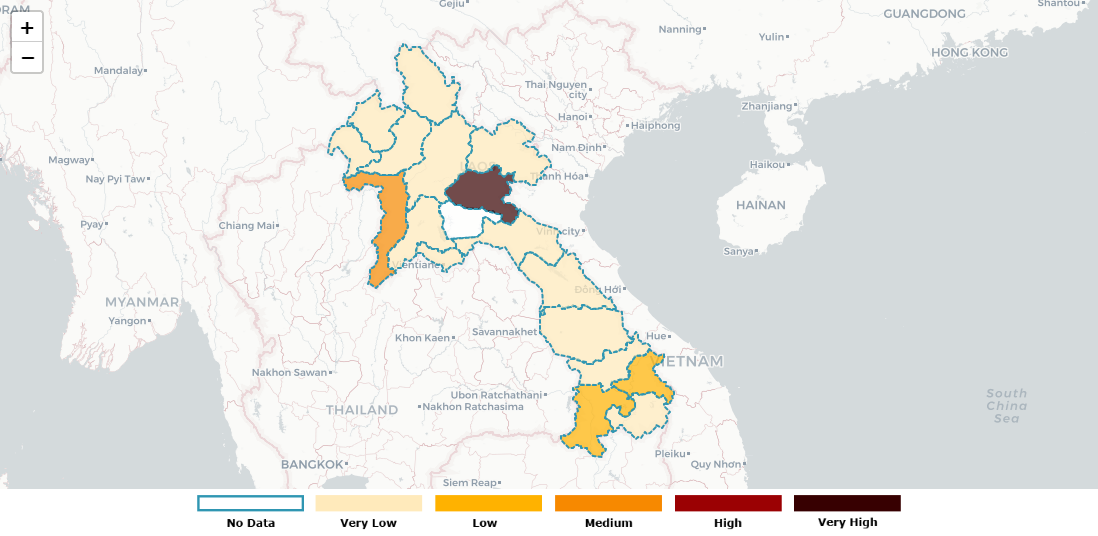 +
−
ORAM
Gejiu
GUANGDONG
Shantou
Nanning
Yulin
HONG KONG
Mandalay
Thai Nguyen
city
Zhanjiang
Hanoi
Haiphong
Nam Định
Magway
LAOS
Haikou
Nay Pyi Taw
Thanh Hóa
HAINAN
Pyay
Chiang Mai
Vinh city
Sanya
Vientiane
MYANMAR
Đồng Hới
Yangon
Khon Kaen
Savannakhet
Hue
VIETNAM
Nakhon Sawan
Ubon Ratchathani
South
China
Sea
THAILAND
Nakhon Ratchasima
BANGKOK
Pleiku
Quy Nhơn
Siem Reap
No Data
Very Low
Low
Medium
High
Very High